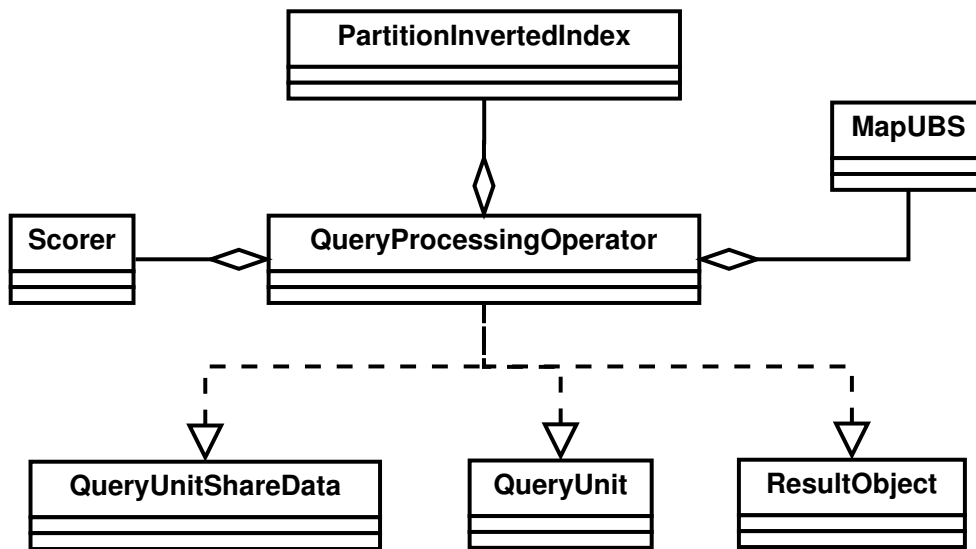 PartitionInvertedIndex
MapUBS
Scorer
QueryProcessingOperator
QueryUnitShareData
QueryUnit
ResultObject